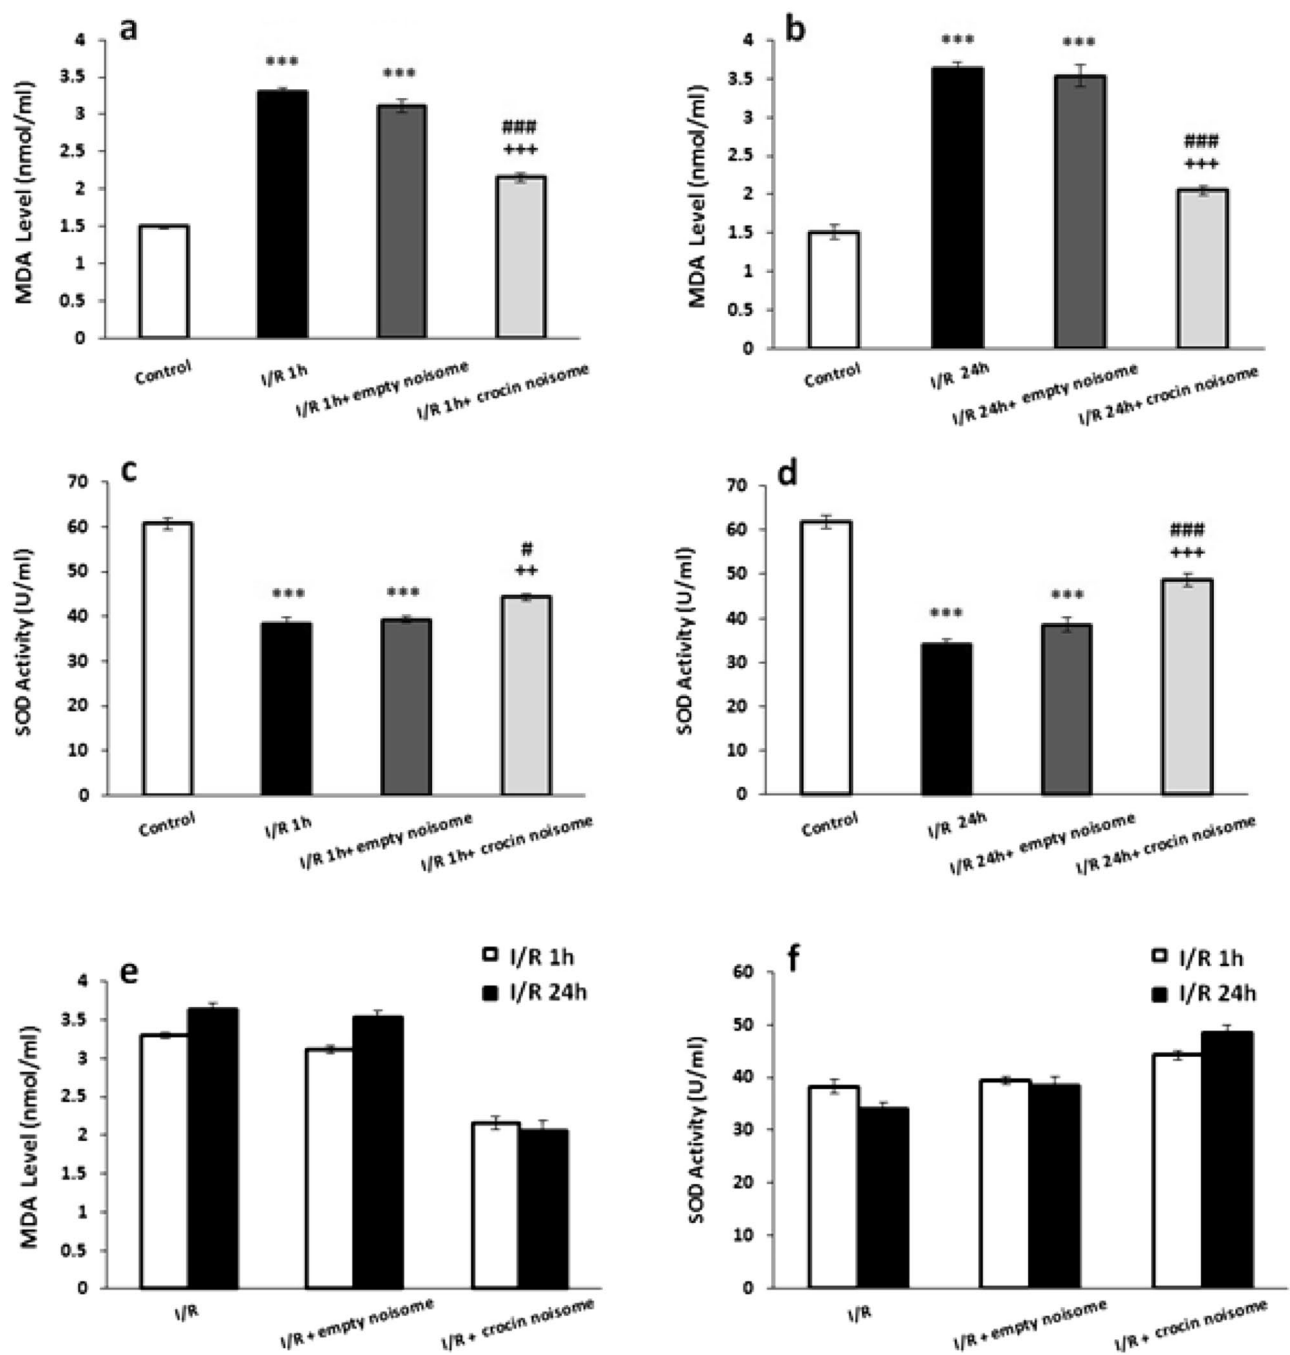 a
MDA Level (nmol/ml)
4
3.5
3
2.5
2
1.5
1
0.5
0
***
***
###
+++
Control
I/R 1h
I/R 1h+ empty noisome
I/R 1h+ crocin noisome
b
MDA Level (nmol/ml)
4
3.5
3
2.5
2
1.5
1
0.5
0
***
***
###
+++
Control
I/R 24h
I/R 24h+ empty noisome
I/R 24h+ crocin noisome
c
SOD Activity (U/ml)
70
60
50
40
30
20
10
0
***
***
#
++
Control
I/R 1h
I/R 1h+ empty noisome
I/R 1h+ crocin noisome
d
SOD Activity (U/ml)
70
60
50
40
30
20
10
0
***
***
###
+++
Control
I/R 24h
I/R 24h+ empty noisome
I/R 24h+ crocin noisome
e
I/R 1h
I/R 24h
MDA Level (nmol/ml)
4
3.5
3
2.5
2
1.5
1
0.5
0
I/R
I/R + empty noisome
I/R + crocin noisome
f
I/R 1h
I/R 24h
SOD Activity (U/ml)
60
50
40
30
20
10
0
I/R
I/R + empty noisome
I/R + crocin noisome